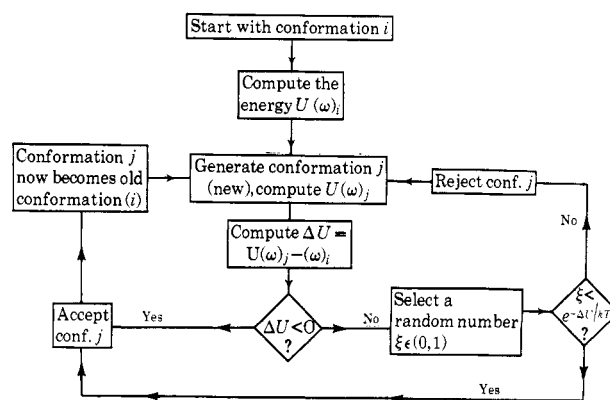 Start with conformation i
Compute the
energy U (ω)i
Conformation j
now becomes old
conformation (i)
Generate conformation j
(new), compute U(ω)j
Reject conf. j
Compute ΔU =
U(ω)j–(ω)i
No
Accept
conf. j
Yes
ΔU<0
?
No
Select a
random number
ξϵ(0,1)
ξ<
e–ΔU/kT
?
Yes